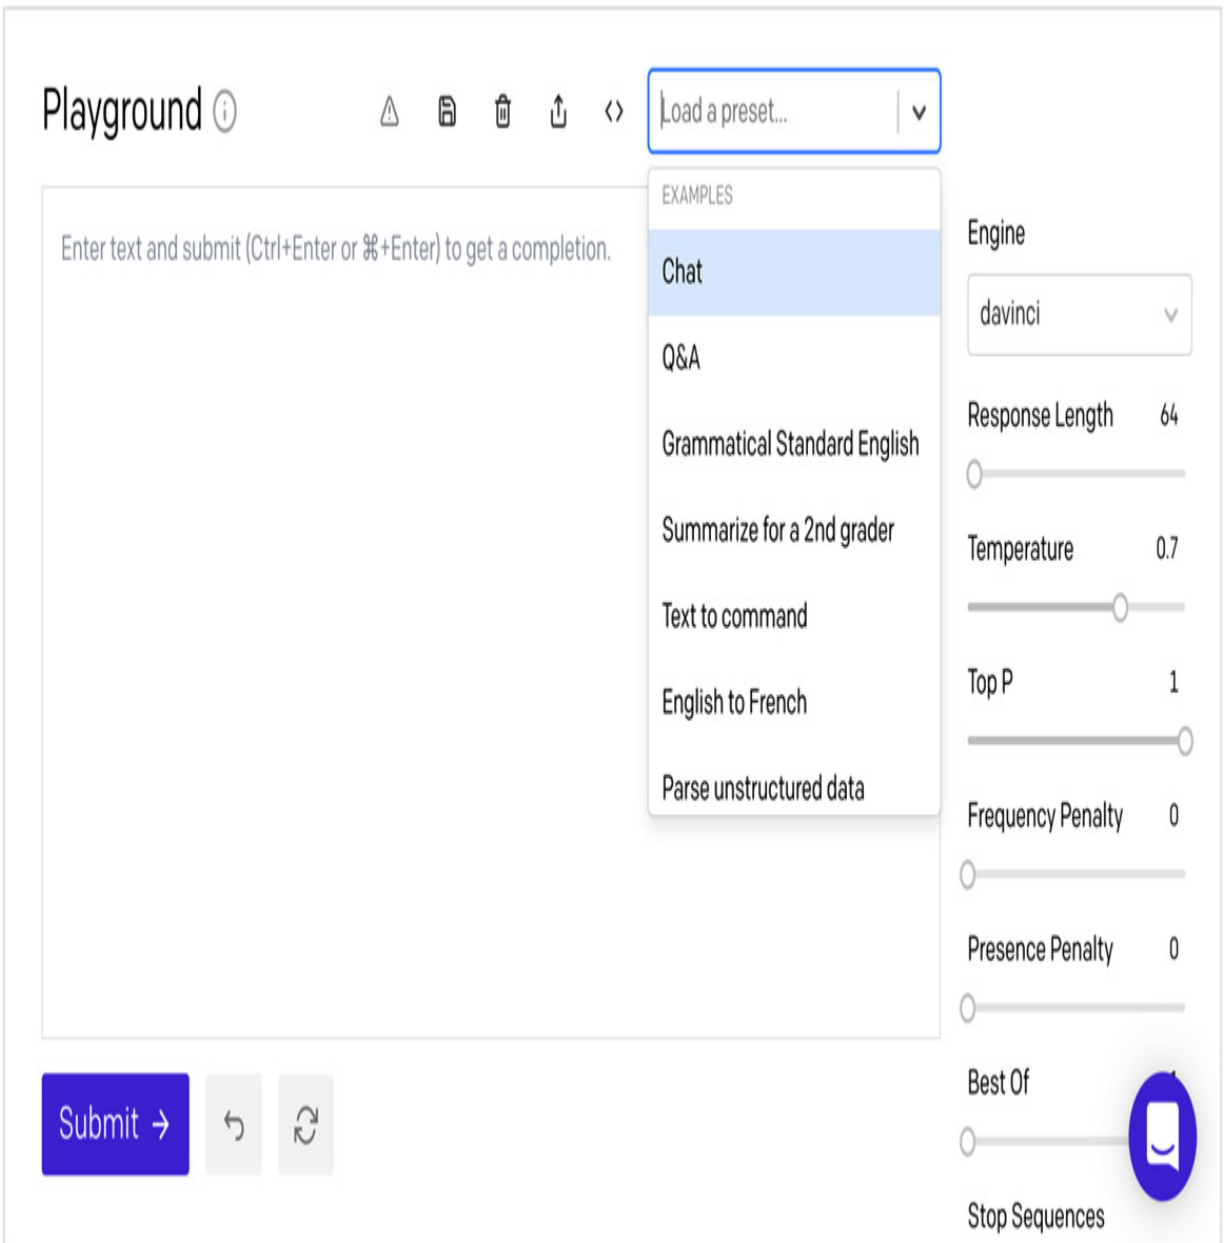 Playground
Load a preset...
EXAMPLES
Enter text and submit (Ctrl+Enter or ⌘+Enter) to get a completion.
Chat
Q&A
Grammatical Standard English
Summarize for a 2nd grader
Text to command
English to French
Parse unstructured data
Engine
davinci
Response Length 64
Temperature 0.7
Top P 1
Frequency Penalty 0
Presence Penalty 0
Best Of
Stop Sequences
Submit →